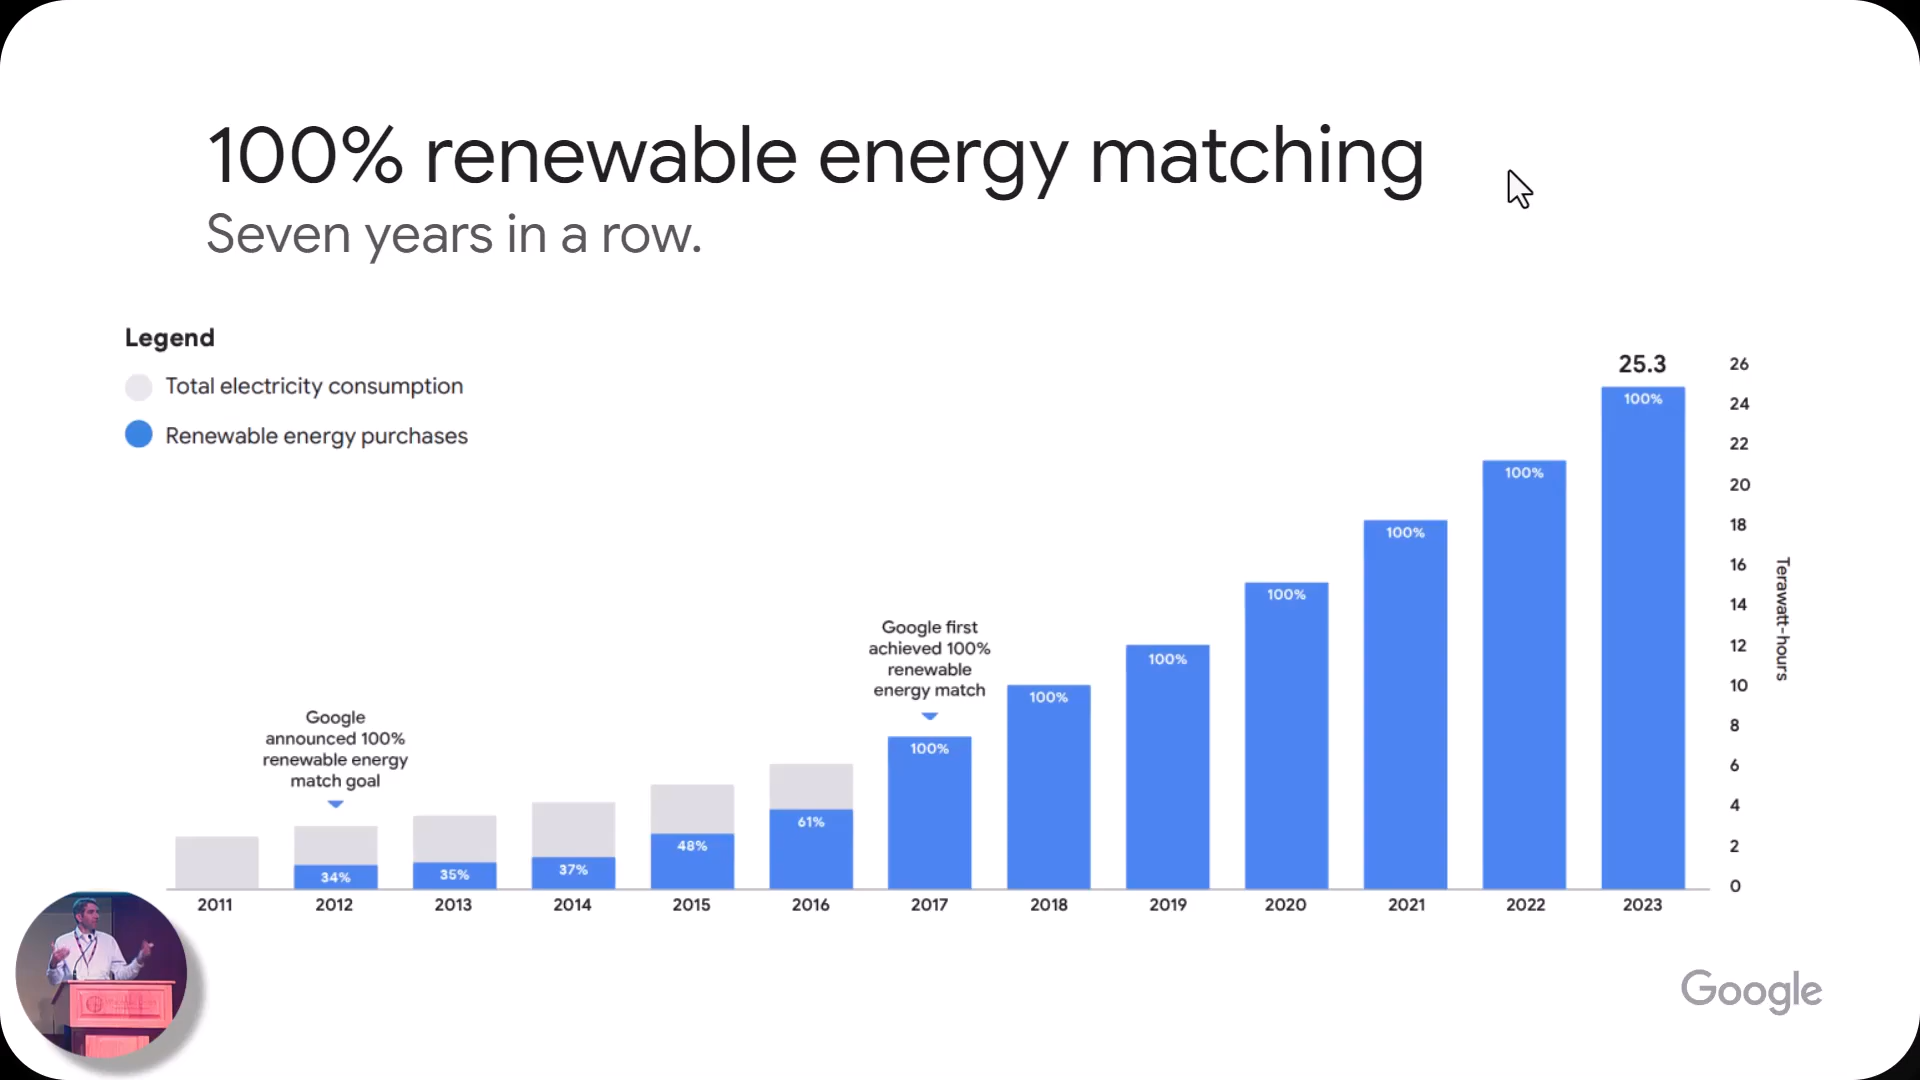 100% renewable energy matching
Seven years in a row.
Legend
Total electricity consumption
Renewable energy purchases
Google
announced 100%
renewable energy
match goal
Google first
achieved 100%
renewable
energy match
34%
35%
37%
48%
61%
100%
100%
100%
100%
100%
100%
25.3
100%
26
24
22
20
18
16
14
12
10
8
6
4
2
0
Terawatt-hours
2011
2012
2013
2014
2015
2016
2017
2018
2019
2020
2021
2022
2023
Google